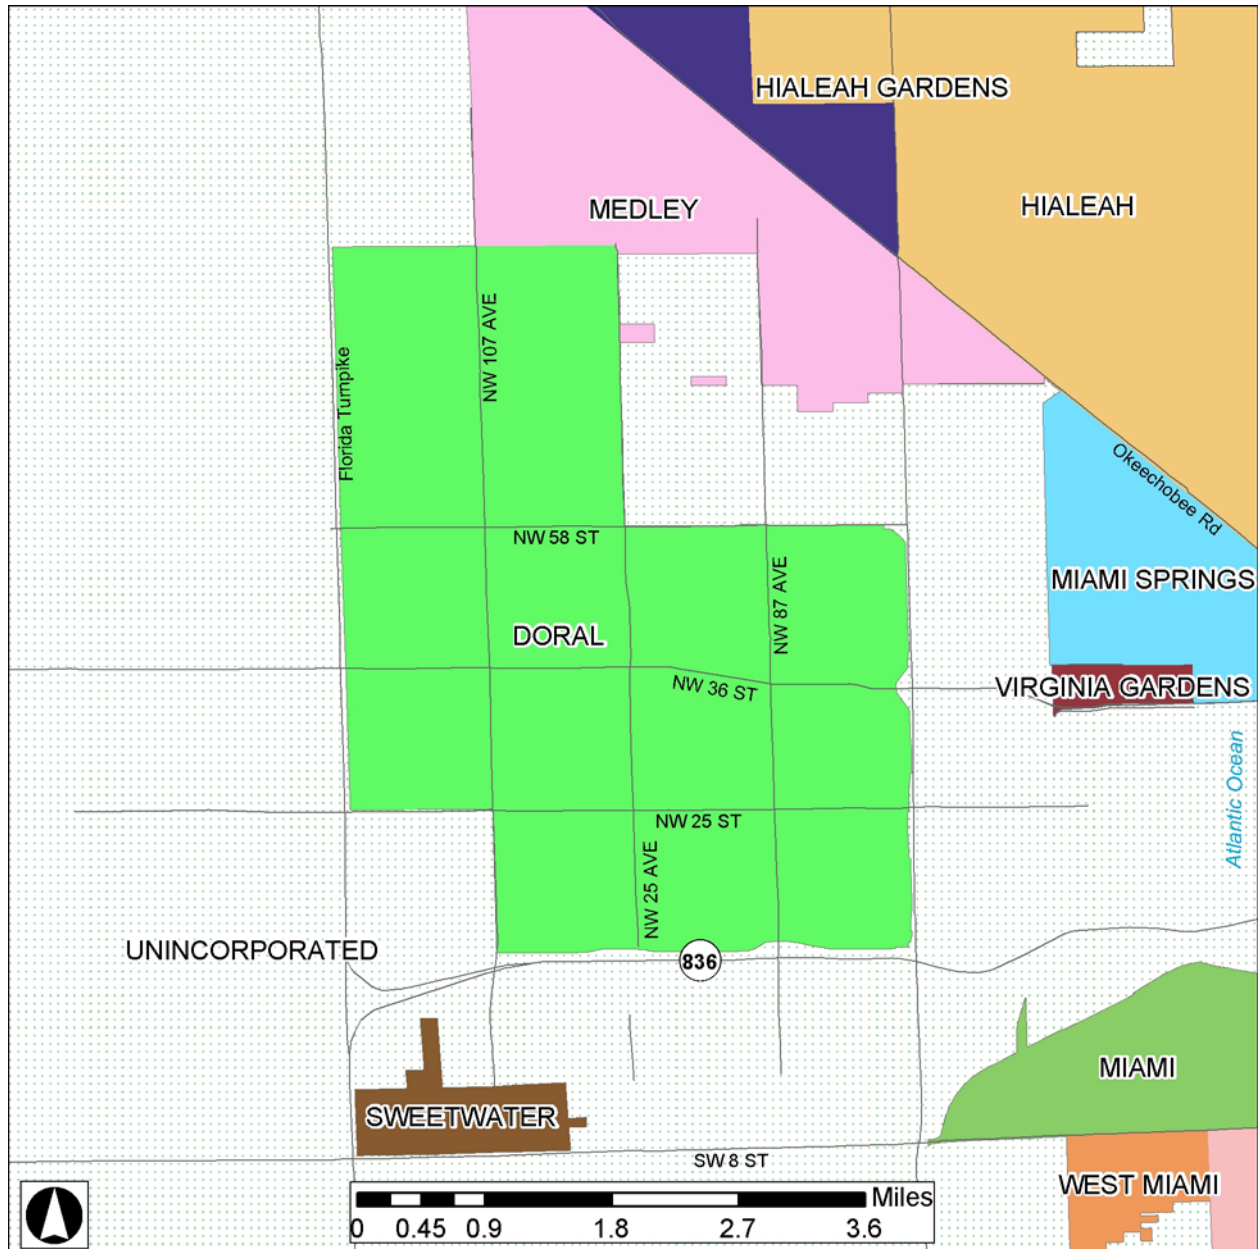 HIALEAH GARDENS
MEDLEY
HIALEAH
NW 107 AVE
Florida Turnpike
Okeechobee Rd
NW 58 ST
NW 87 AVE
MIAMI SPRINGS
DORAL
NW 36 ST
VIRGINIA GARDENS
Atlantic Ocean
NW 25 ST
NW 25 AVE
UNINCORPORATED
836
MIAMI
SWEETWATER
SW 8 ST
WEST MIAMI
Miles
0 0.45 0.9 1.8 2.7 3.6